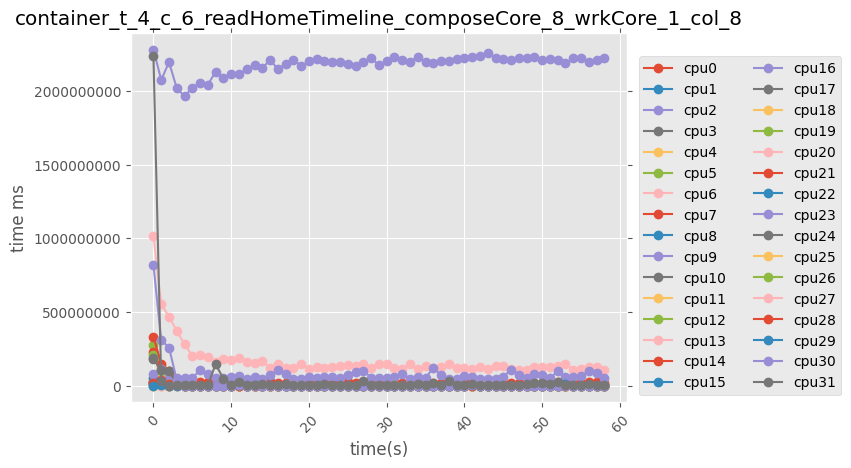 container_t_4_c_6_readHomeTimeline_composeCore_8_wrkCore_1_col_8
time ms
2000000000
1500000000
1000000000
500000000
0
0 10 20 30 40 50 60
time(s)
cpu0 cpu16
cpu1 cpu17
cpu2 cpu18
cpu3 cpu19
cpu4 cpu20
cpu5 cpu21
cpu6 cpu22
cpu7 cpu23
cpu8 cpu24
cpu9 cpu25
cpu10 cpu26
cpu11 cpu27
cpu12 cpu28
cpu13 cpu29
cpu14 cpu30
cpu15 cpu31